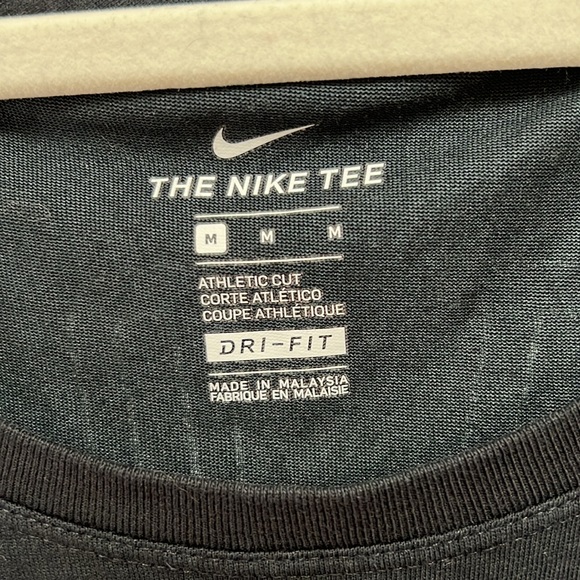 THE NIKE TEE
M M M
ATHLETIC CUT
CORTE ATLÉTICO
COUPE ATHLÉTIQUE
DRI-FIT
MADE IN MALAYSIA
FABRIQUE EN MALAISIE